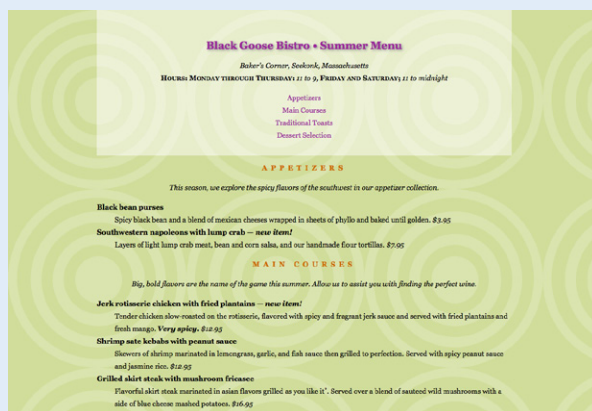 Black Goose Bistro • Summer Menu
Baker's Corner, Seekonk, Massachusetts
HOURS: MONDAY THROUGH THURSDAY: 11 to 9, FRIDAY AND SATURDAY; 11 to midnight
Appetizers
Main Courses
Traditional Toasts
Dessert Selection
APPETIZERS
This season, we explore the spicy flavors of the southwest in our appetizer collection.
Black bean purses
Spicy black bean and a blend of mexican cheeses wrapped in sheets of phyllo and baked until golden. $3.95
Southwestern napoleons with lump crab — new item!
Layers of light lump crab meat, bean and corn salsa, and our handmade flour tortillas. $7.95
MAIN COURSES
Big, bold flavors are the name of the game this summer. Allow us to assist you with finding the perfect wine.
Jerk rotisserie chicken with fried plantains — new item!
Tender chicken slow-roasted on the rotisserie, flavored with spicy and fragrant jerk sauce and served with fried plantains and
fresh mango. Very spicy. $12.95
Shrimp sate kebabs with peanut sauce
Skewers of shrimp marinated in lemongrass, garlic, and fish sauce then grilled to perfection. Served with spicy peanut sauce
and jasmine rice. $12.95
Grilled skirt steak with mushroom fricasee
Flavorful skirt steak marinated in asian flavors grilled as you like it*. Served over a blend of sauteed wild mushrooms with a
side of blue cheese mashed potatoes. $16.95